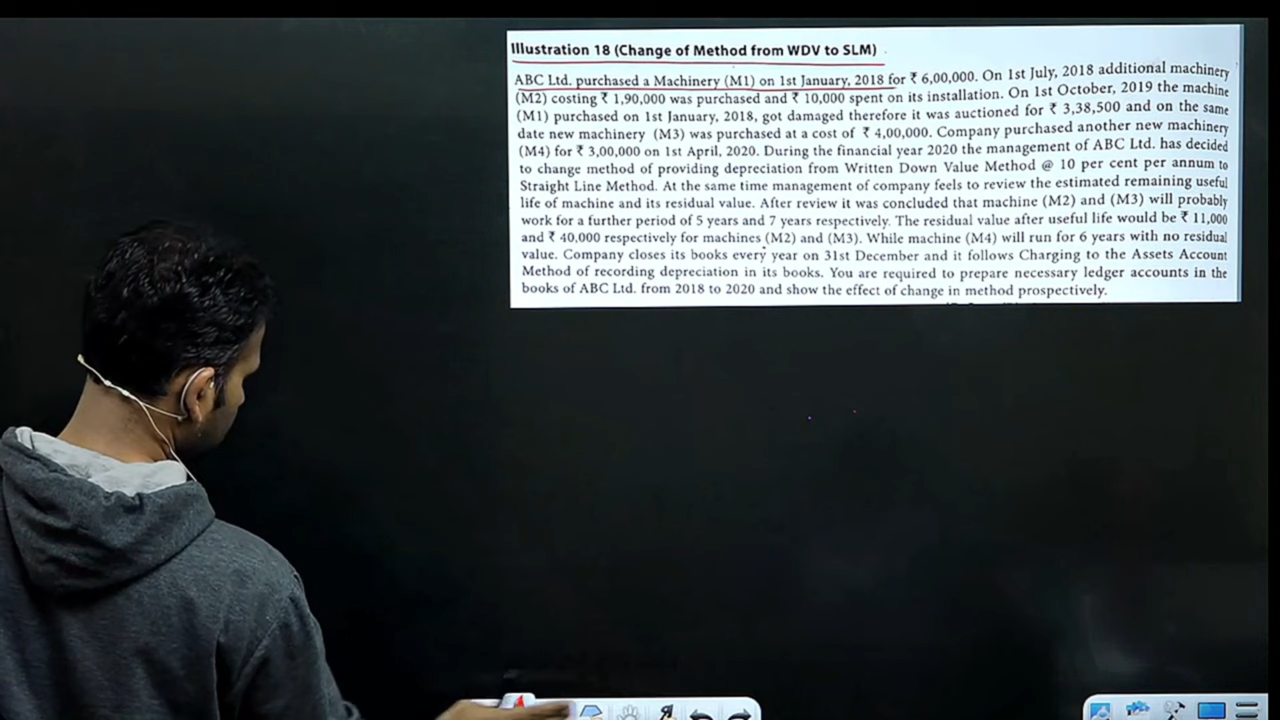 Illustration 18 (Change of Method from WDV to SLM)
ABC Ltd. purchased a Machinery (M1) on 1st January, 2018 for ₹ 6,00,000. On 1st July, 2018 additional machinery
(M2) costing ₹ 1,90,000 was purchased and ₹ 10,000 spent on its installation. On 1st October, 2019 the machine
(M1) purchased on 1st January, 2018, got damaged therefore it was auctioned for ₹ 3,38,500 and on the same
date new machinery (M3) was purchased at a cost of ₹ 4,00,000. Company purchased another new machinery
(M4) for ₹ 3,00,000 on 1st April, 2020. During the financial year 2020 the management of ABC Ltd. has decided
to change method of providing depreciation from Written Down Value Method @ 10 per cent per annum to
Straight Line Method. At the same time management of company feels to review the estimated remaining useful
life of machine and its residual value. After review it was concluded that machine (M2) and (M3) will probably
work for a further period of 5 years and 7 years respectively. The residual value after useful life would be ₹ 11,000
and ₹ 40,000 respectively for machines (M2) and (M3). While machine (M4) will run for 6 years with no residual
value. Company closes its books every year on 31st December and it follows Charging to the Assets Account
Method of recording depreciation in its books. You are required to prepare necessary ledger accounts in the
books of ABC Ltd. from 2018 to 2020 and show the effect of change in method prospectively.